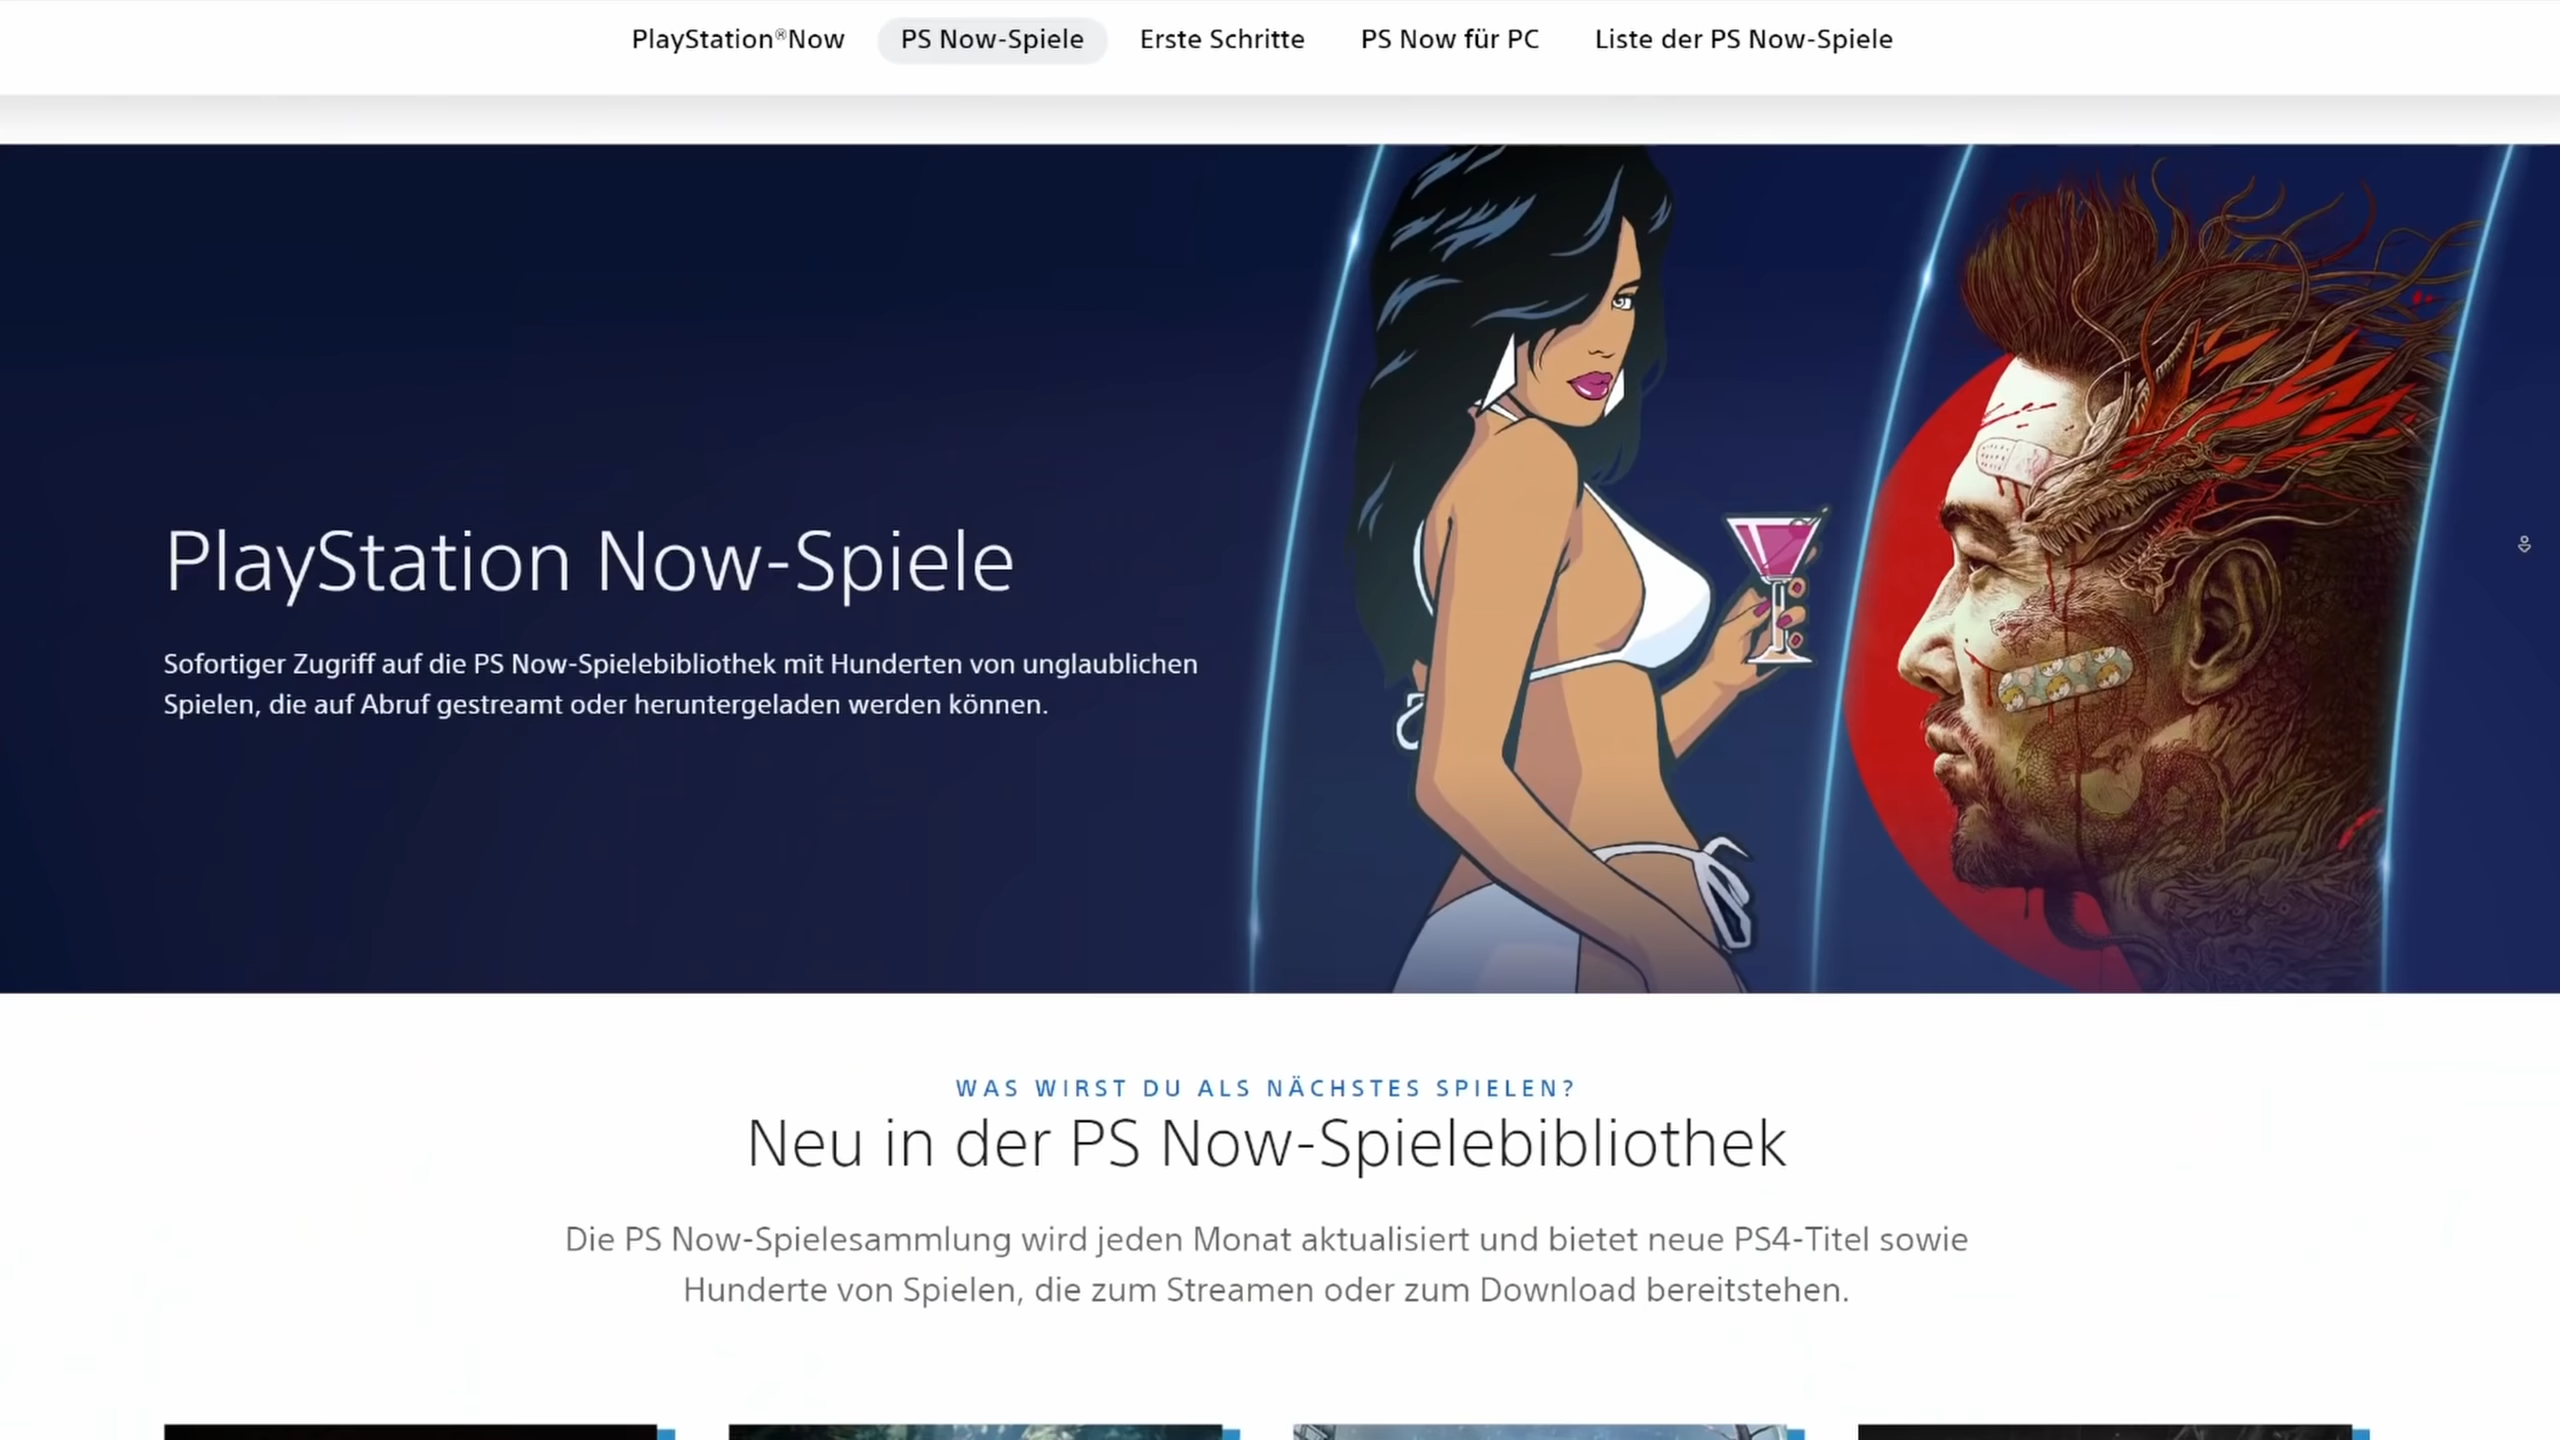 PlayStation®Now
PS Now-Spiele
Erste Schritte
PS Now für PC
Liste der PS Now-Spiele
PlayStation Now-Spiele
Sofortiger Zugriff auf die PS Now-Spielebibliothek mit Hunderten von unglaublichen
Spielen, die auf Abruf gestreamt oder heruntergeladen werden können.
WAS WIRST DU ALS NÄCHSTES SPIELEN?
Neu in der PS Now-Spielebibliothek
Die PS Now-Spielesammlung wird jeden Monat aktualisiert und bietet neue PS4-Titel sowie
Hunderte von Spielen, die zum Streamen oder zum Download bereitstehen.